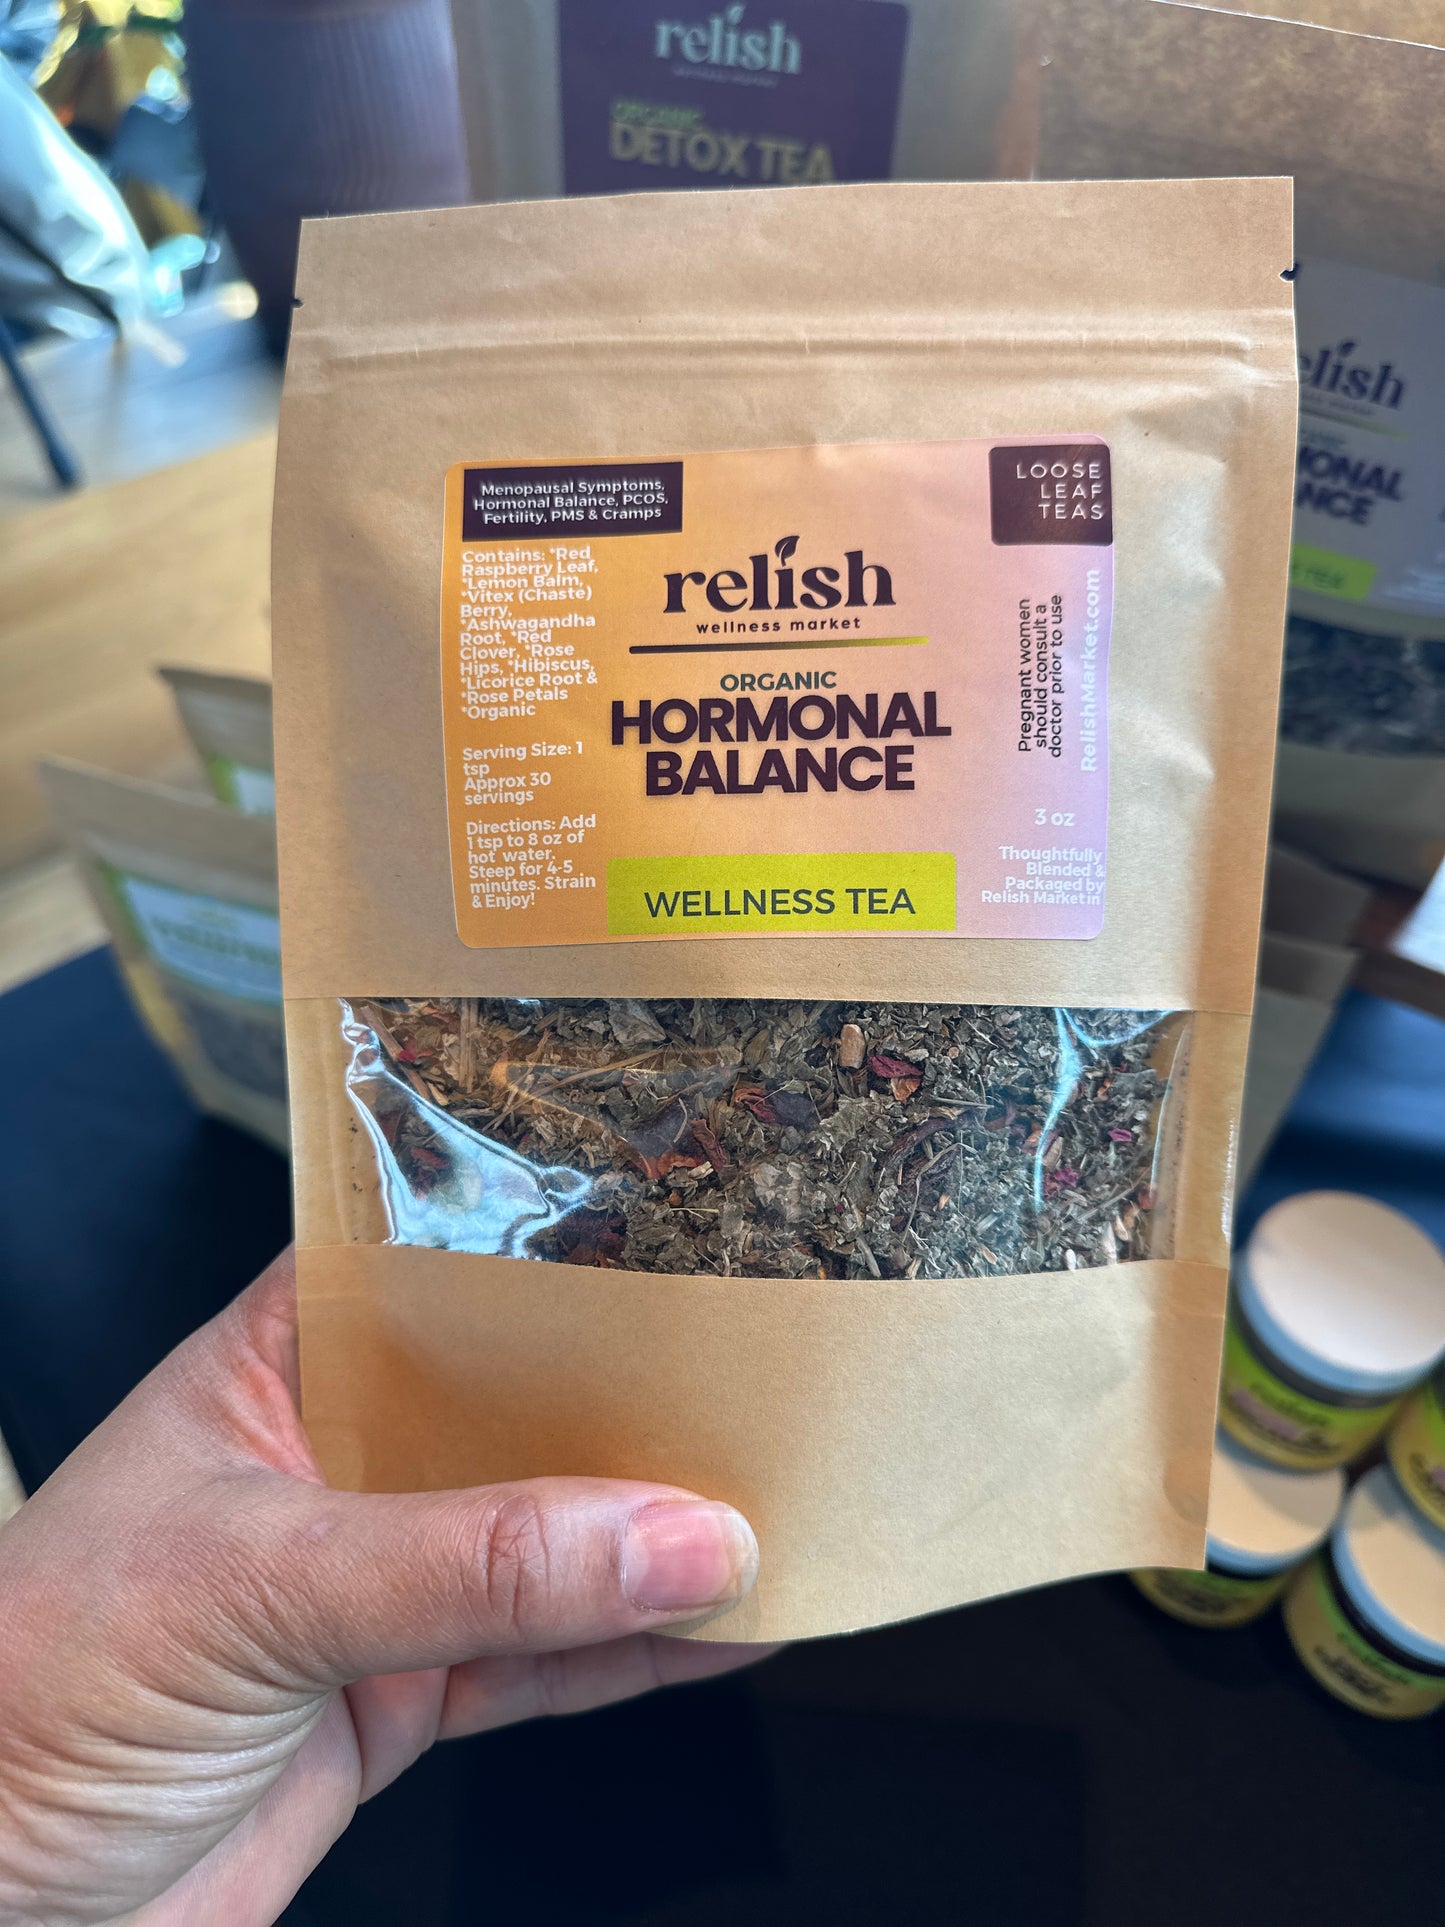 relish
ORGANIC
DETOX TEA
Menopausal Symptoms,
Hormonal Balance, PCOS,
Fertility, PMS & Cramps
LOOSE
LEAF
TEAS
Contains: *Red
Raspberry Leaf,
*Lemon Balm,
*Vitex (Chaste)
Berry,
*Ashwagandha
Root, *Red
Clover, *Rose
Hips, *Hibiscus,
*Licorice Root &
*Rose Petals
*Organic
Serving Size: 1
tsp
Approx 30
servings
Directions: Add
1 tsp to 8 oz of
hot water.
Steep for 4-5
minutes. Strain
& Enjoy!
relish
wellness market
ORGANIC
HORMONAL
BALANCE
WELLNESS TEA
Pregnant women
should consult a
doctor prior to use
RelishMarket.com
3 oz
Thoughtfully
Blended &
Packaged by
Relish Market in
elish
ONAL
NCE
TEA